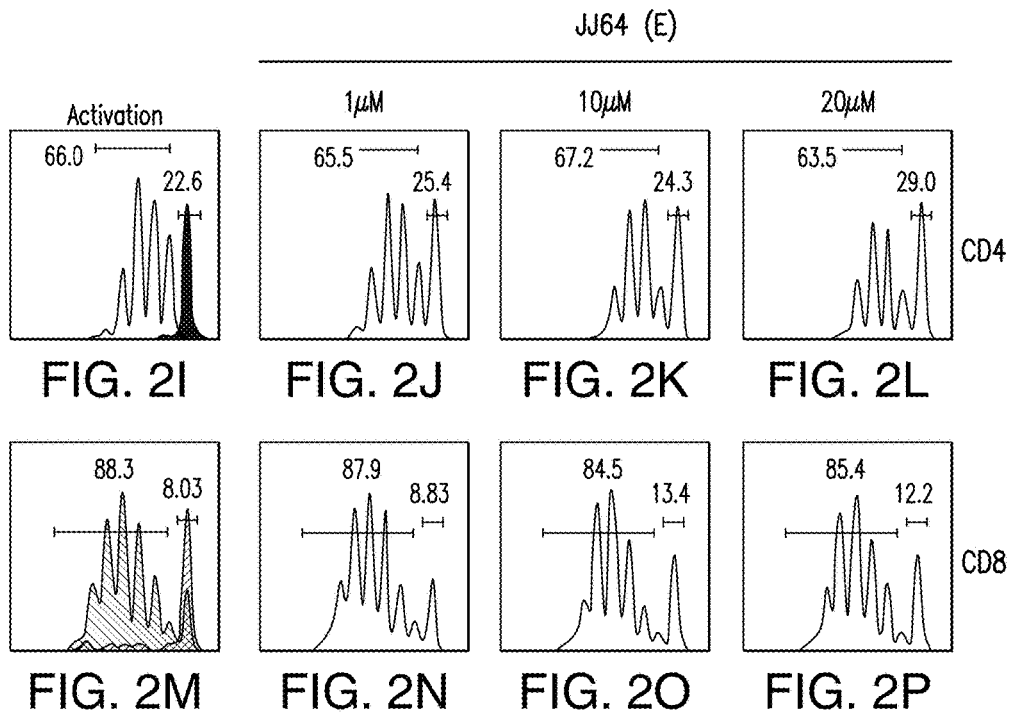 JJ64 (E)
Activation 1μM 10μM 20μM
66.0 65.5 67.2 63.5
22.6 25.4 24.3 29.0
CD4
FIG. 2I FIG. 2J FIG. 2K FIG. 2L
88.3 87.9 84.5 85.4
8.03 8.83 13.4 12.2
CD8
FIG. 2M FIG. 2N FIG. 2O FIG. 2P